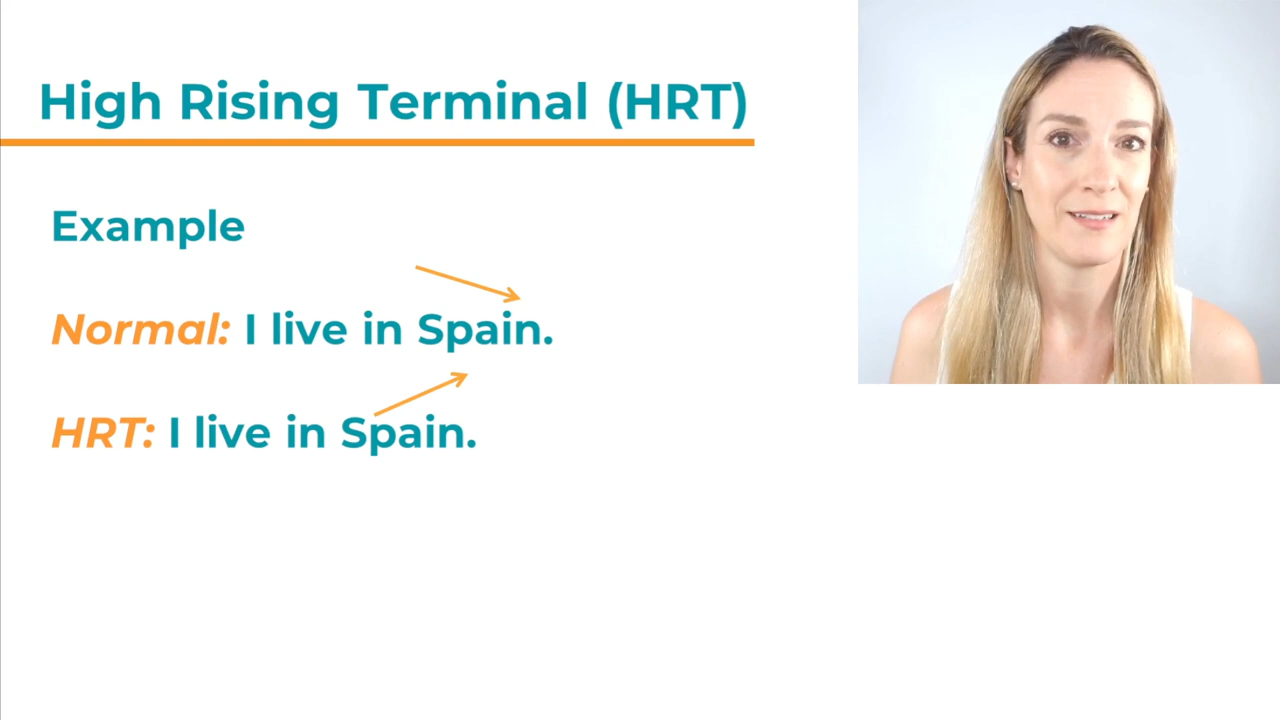 High Rising Terminal (HRT)
Example
Normal: I live in Spain.
HRT: I live in Spain.